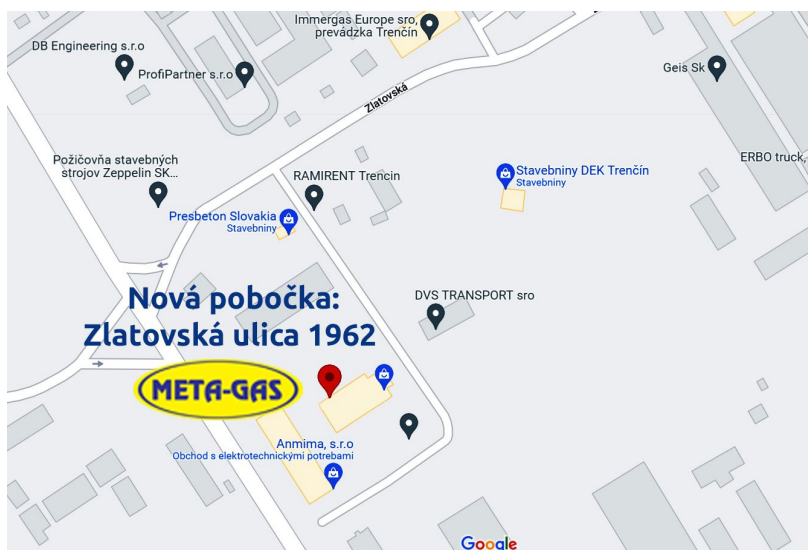 Immergas Europe sro,
prevádzka Trenčín
DB Engineering s.r.o
ProfiPartner s.r.o
Geis Sk
Zlatovská
Požičovňa stavebných
strojov Zeppelin SK...
RAMIRENT Trencin
Stavebniny DEK Trenčín
Stavebniny
ERBO truck,
Presbeton Slovakia
Stavebniny
DVS TRANSPORT sro
Nová pobočka:
Zlatovská ulica 1962
META-GAS
Anmima, s.r.o
Obchod s elektrotechnickými potrebami
Google